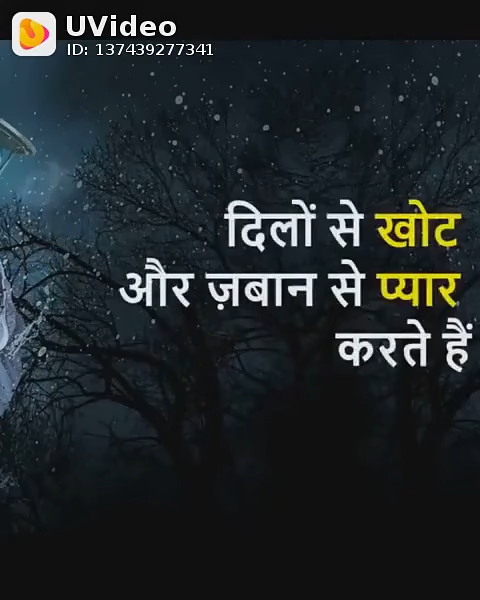 UVideo
ID: 137439277341
दिलों से खोट
और ज़बान से प्यार
करते हैं